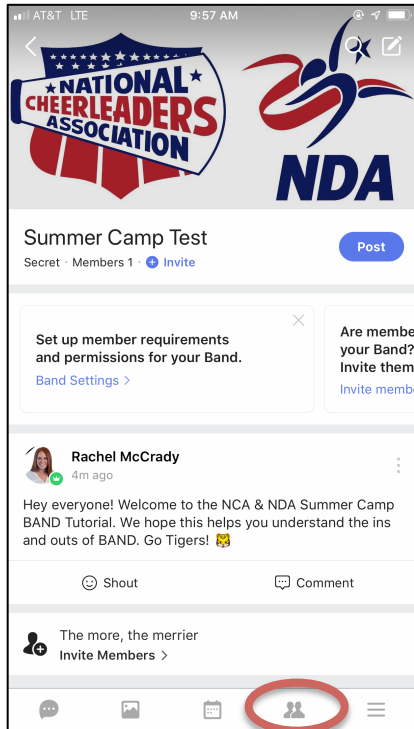 AT&T LTE 9:57 AM
NATIONAL
CHEERLEADERS
ASSOCIATION
NDA
Summer Camp Test
Secret · Members 1 · Invite
Post
Set up member requirements
and permissions for your Band.
Band Settings >
Are membe
your Band?
Invite them
Invite membe
Rachel McCrady
4m ago
Hey everyone! Welcome to the NCA & NDA Summer Camp
BAND Tutorial. We hope this helps you understand the ins
and outs of BAND. Go Tigers! 🐯
Shout
Comment
The more, the merrier
Invite Members >